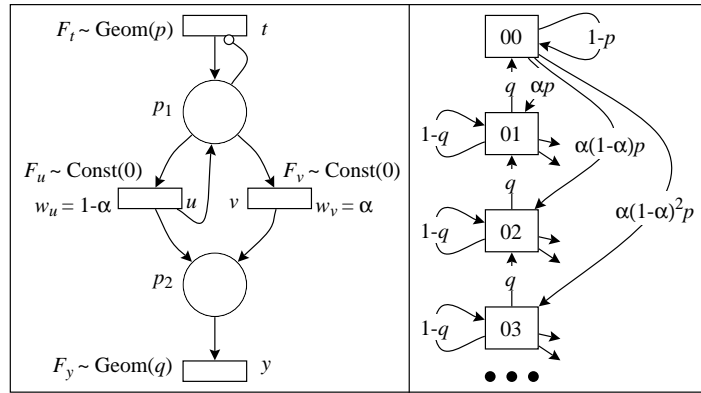 F_t ~ Geom(p) t
p_1
F_u ~ Const(0) F_v ~ Const(0)
w_u = 1-α u v w_v = α
p_2
F_y ~ Geom(q) y
00 1-p
q αp
1-q 01 α(1-α)p
q
1-q 02 α(1-α)^2p
q
1-q 03